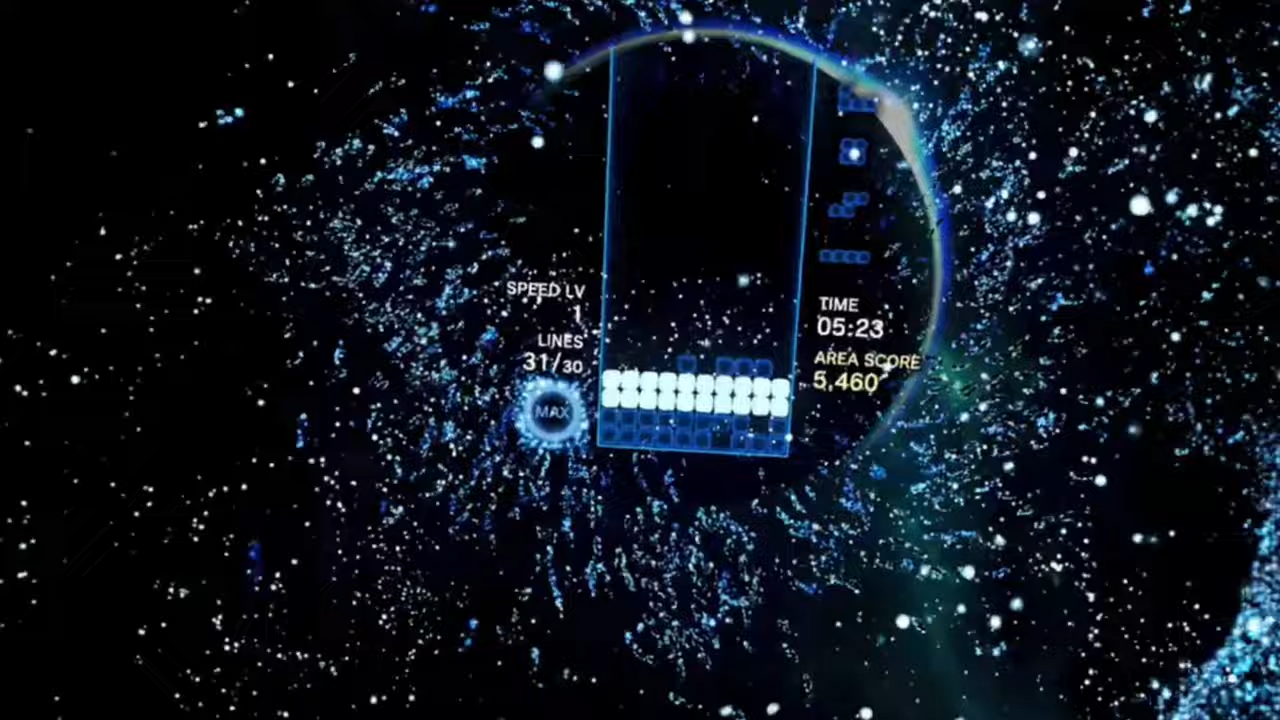 SPEED LV
1
LINES
31/30
MAX
TIME
05:23
AREA SCORE
5,460